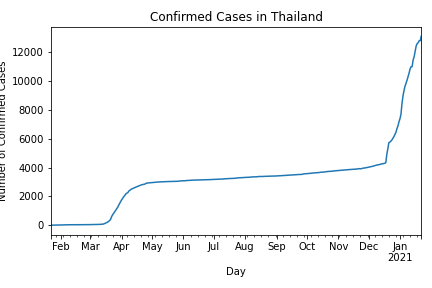 Confirmed Cases in Thailand
Number of Confirmed Cases
12000
10000
8000
6000
4000
2000
0
Feb Mar Apr May Jun Jul Aug Sep Oct Nov Dec Jan
2021
Day